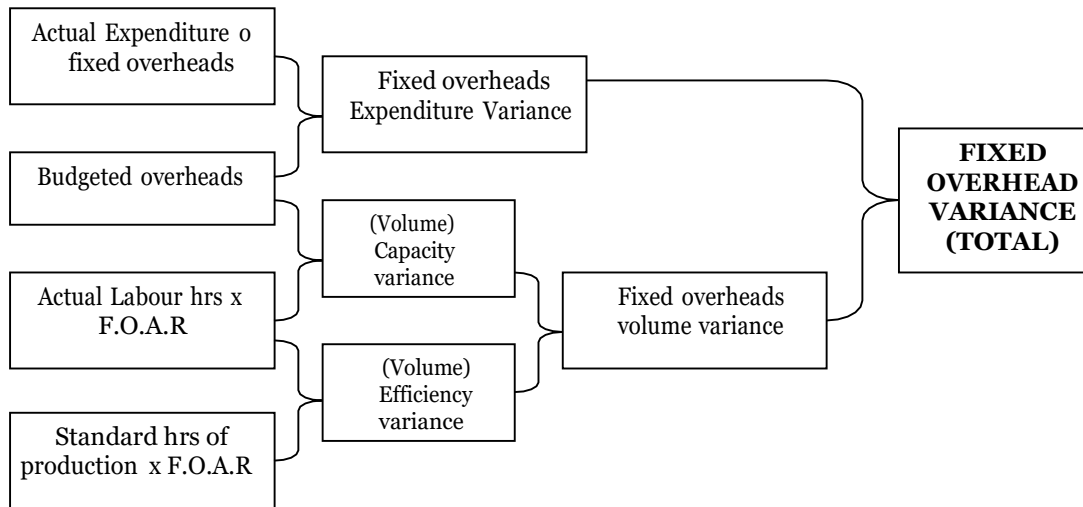 Actual Expenditure o
fixed overheads
Budgeted overheads
Actual Labour hrs x
F.O.A.R
Standard hrs of
production x F.O.A.R
Fixed overheads
Expenditure Variance
(Volume)
Capacity
variance
(Volume)
Efficiency
variance
Fixed overheads
volume variance
FIXED
OVERHEAD
VARIANCE
(TOTAL)